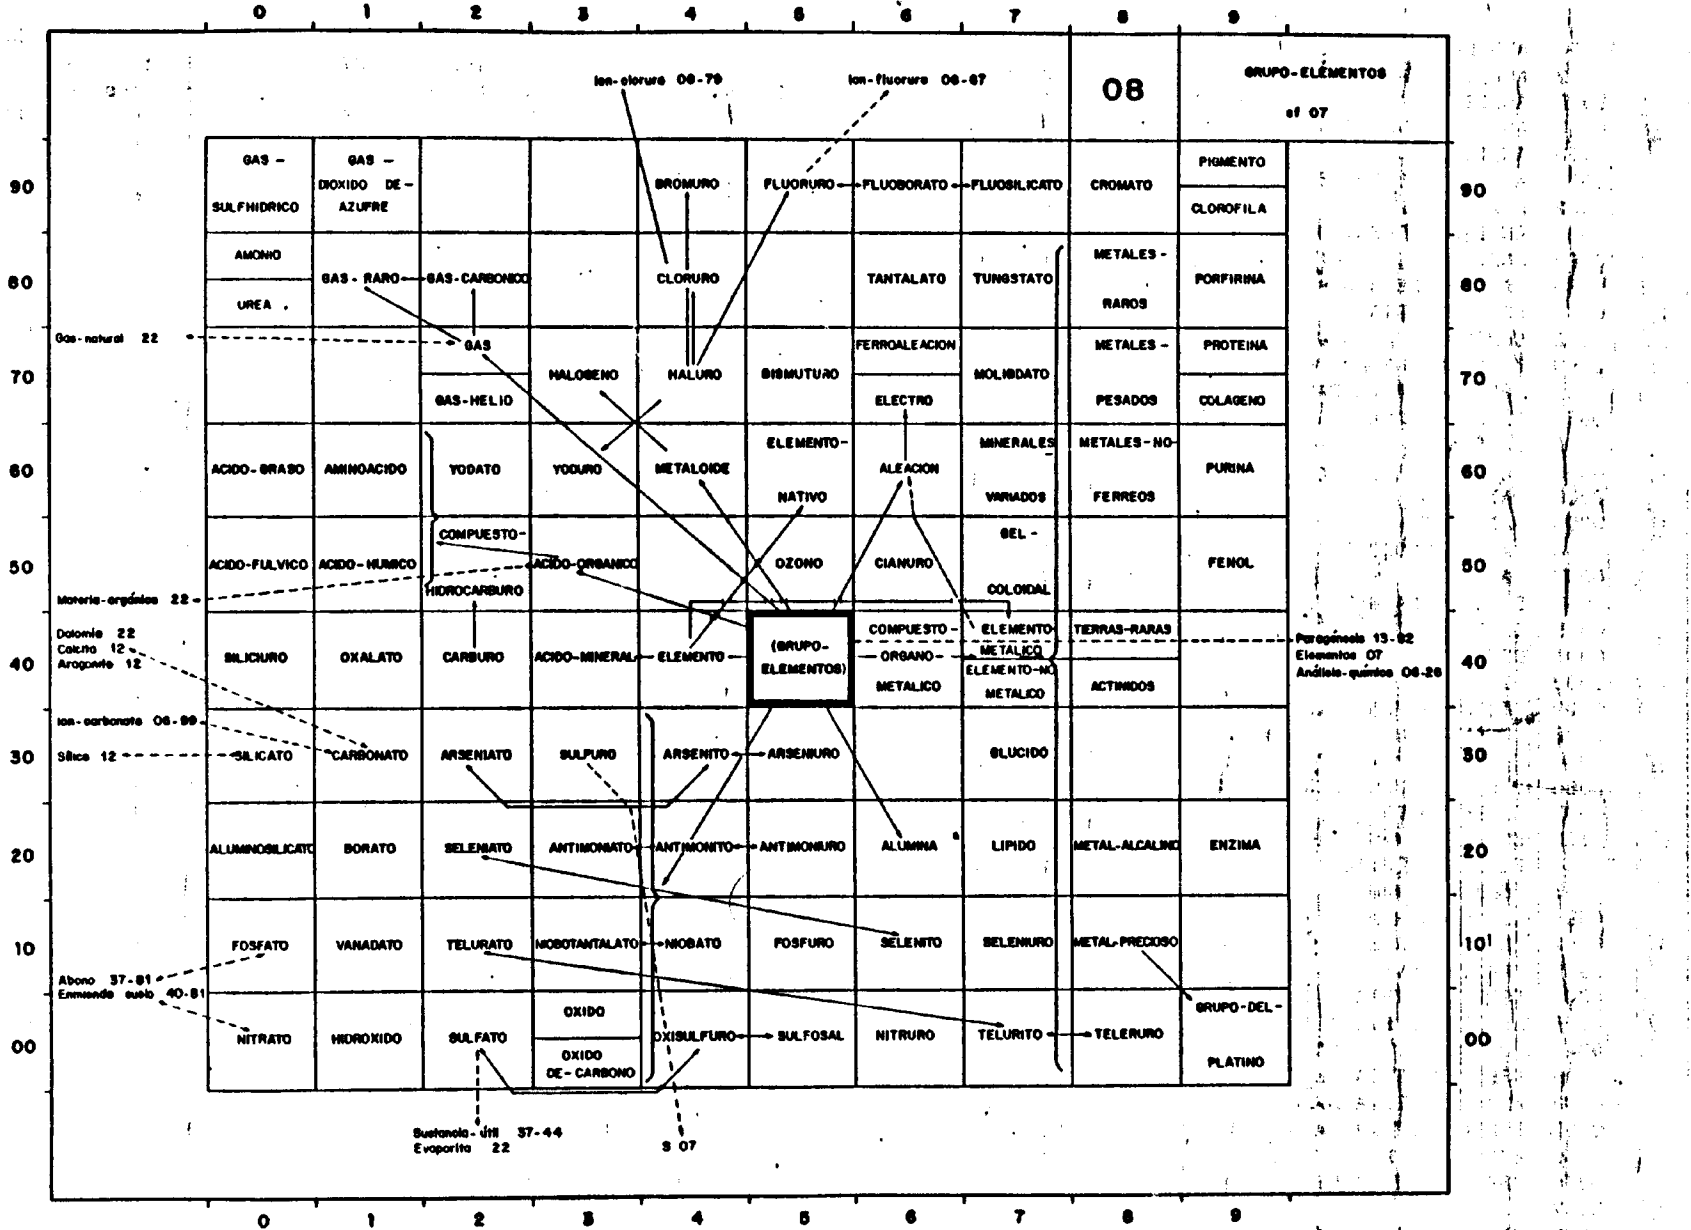 0 1 2 3 4 5 6 7 8 9
Ion-cloruro 06-79 Ion-fluoruro 06-67 08 GRUPO-ELEMENTOS
sf 07
GAS - GAS - PIGMENTO
90 DIOXIDO DE- BROMURO FLUORURO FLUOBORATO FLUOSILICATO CROMATO 90
SULFHIDRICO AZUFRE CLOROFILA
AMONIO METALES-
80 GAS-RARO GAS-CARBONICO CLORURO TANTALATO TUNGSTATO PORFIRINA 80
UREA RAROS
Gas-natural 22 GAS FERROALEACION METALES- PROTEINA
70 HALOGENO HALURO BISMUTURO MOLIBDATO 70
GAS-HELIO ELECTRO PESADOS COLAGENO
ELEMENTO- MINERALES METALES-NO-
60 ACIDO-GRASO AMINOACIDO YODATO YODURO METALOIDE ALEACION PURINA 60
NATIVO VARIADOS FERREOS
COMPUESTO- GEL-
50 ACIDO-FULVICO ACIDO-HUMICO ACIDO-ORGANICO OZONO CIANURO FENOL 50
HIDROCARBURO COLOIDAL
Materia-orgánica 22
Dolomia 22 COMPUESTO- ELEMENTO- TIERRAS-RARAS Paragénesis 13-92
Calcita 12 (GRUPO- METALICO Elementos 07
Aragonito 12 SILICIURO OXALATO CARBURO ACIDO-MINERAL ELEMENTO ORGANO-
40 ELEMENTOS) ELEMENTO-NO Análisis-químico 06-26 40
METALICO METALICO ACTINIDOS
Ion-carbonato 06-99
30 Sílice 12 SILICATO CARBONATO ARSENIATO SULFURO ARSENITO ARSENIURO GLUCIDO 30
20 ALUMINOSILICATO BORATO SELENIATO ANTIMONIATO ANTIMONITO ANTIMONIURO ALUMINA LIPIDO METAL-ALCALINO ENZIMA 20
10 FOSFATO VANADATO TELURATO NIOBOTANTALATO NIOBATO FOSFURO SELENITO SELENIURO METAL-PRECIOSO 10
Abono 37-81
Enmienda suelo 40-81
OXIDO GRUPO-DEL-
00 NITRATO HIDROXIDO SULFATO OXISULFURO SULFOSAL NITRURO TELURITO TELERURO 00
OXIDO
DE-CARBONO PLATINO
Sustancia-útil 37-44
Evaporita 22 S 07
0 1 2 3 4 5 6 7 8 9